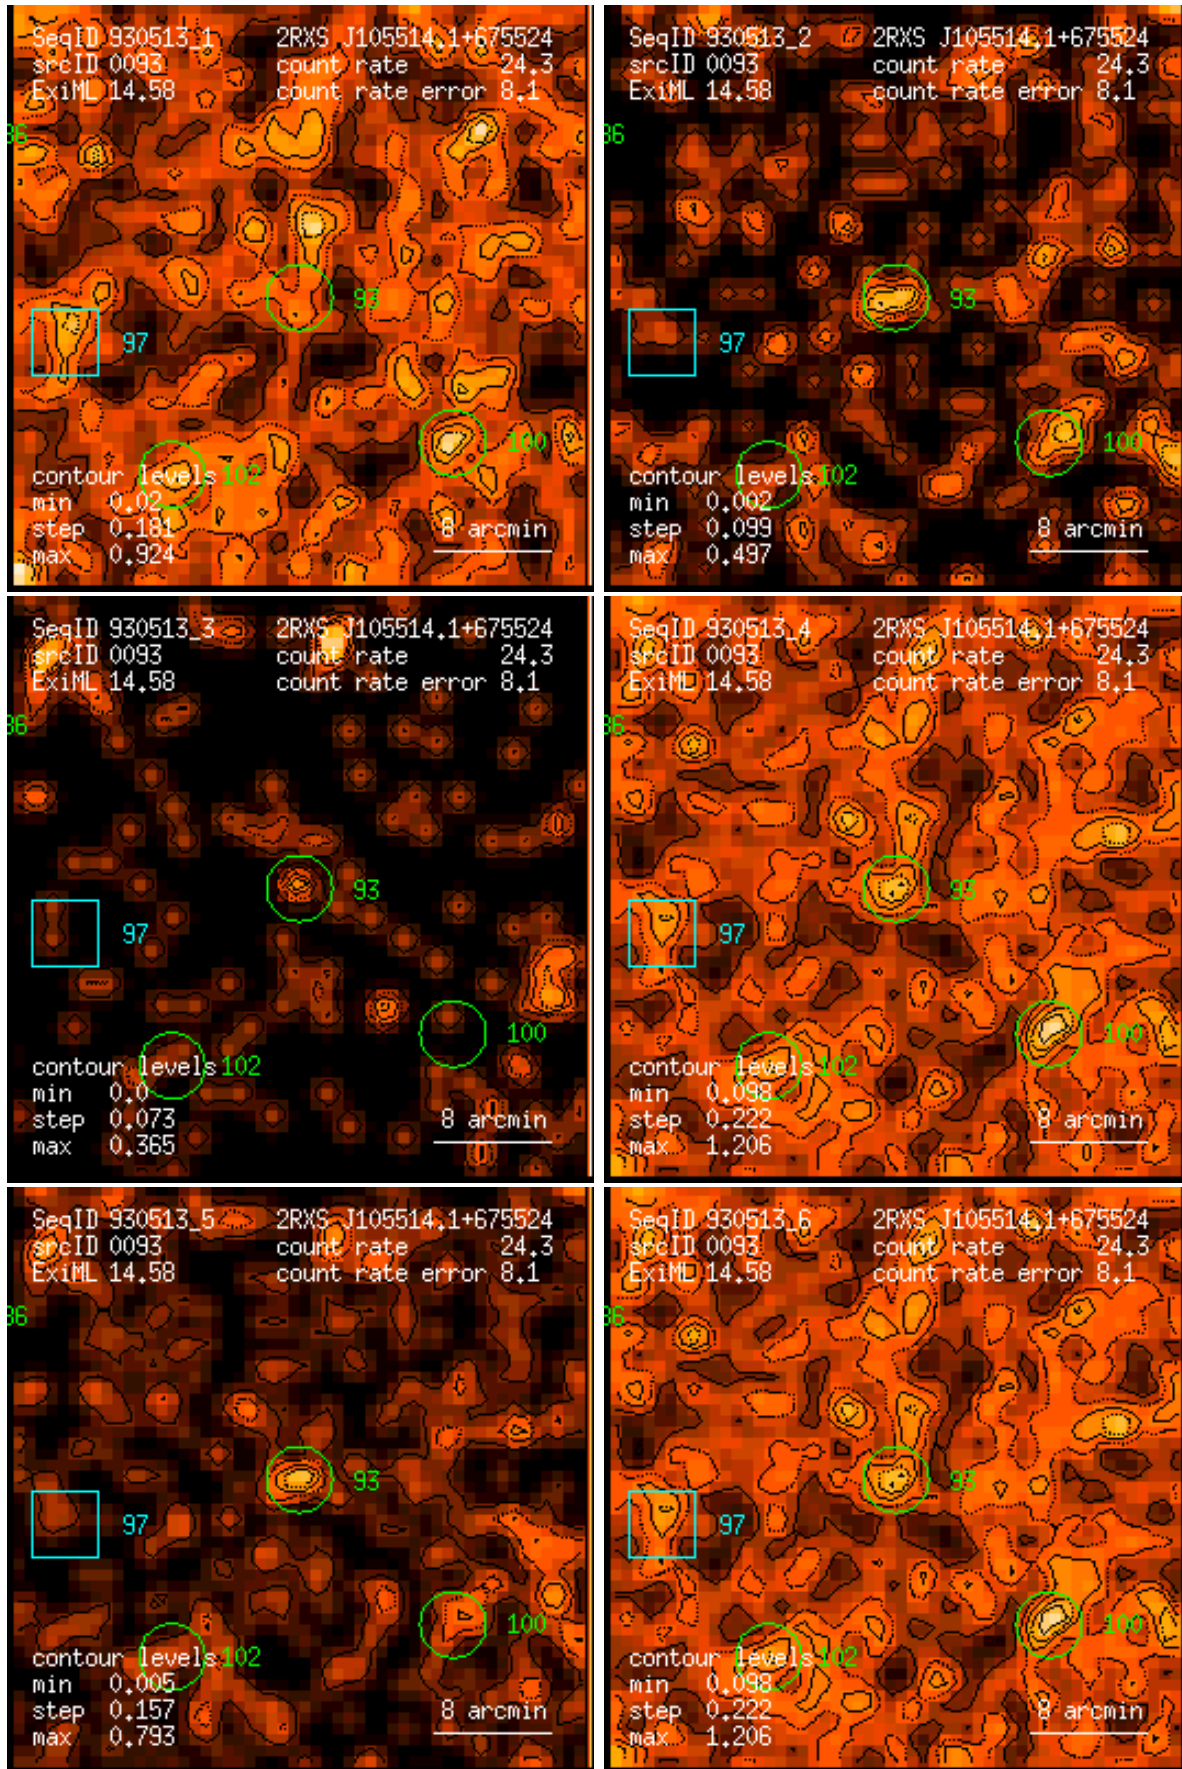 SeqID 930513_1 2RXS J105514.1+675524
srcID 0093 count rate 24.3
ExiML 14.58 count rate error 8.1
86
93
97
100
contour levels 102
min 0.02
step 0.181 8 arcmin
max 0.924
SeqID 930513_2 2RXS J105514.1+675524
srcID 0093 count rate 24.3
ExiML 14.58 count rate error 8.1
86
93
97
100
contour levels 102
min 0.002
step 0.099 8 arcmin
max 0.497
SeqID 930513_3 2RXS J105514.1+675524
srcID 0093 count rate 24.3
ExiML 14.58 count rate error 8.1
86
93
97
100
contour levels 102
min 0.0
step 0.073 8 arcmin
max 0.365
SeqID 930513_4 2RXS J105514.1+675524
srcID 0093 count rate 24.3
ExiML 14.58 count rate error 8.1
86
93
97
100
contour levels 102
min 0.098
step 0.222 8 arcmin
max 1.206
SeqID 930513_5 2RXS J105514.1+675524
srcID 0093 count rate 24.3
ExiML 14.58 count rate error 8.1
86
93
97
100
contour levels 102
min 0.005
step 0.157 8 arcmin
max 0.793
SeqID 930513_6 2RXS J105514.1+675524
srcID 0093 count rate 24.3
ExiML 14.58 count rate error 8.1
86
93
97
100
contour levels 102
min 0.098
step 0.222 8 arcmin
max 1.206